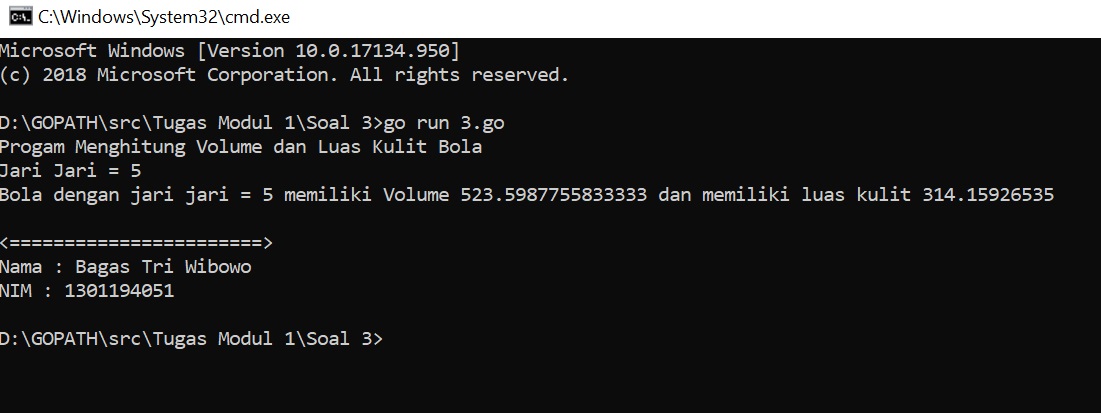 C:\Windows\System32\cmd.exe
Microsoft Windows [Version 10.0.17134.950]
(c) 2018 Microsoft Corporation. All rights reserved.
D:\GOPATH\src\Tugas Modul 1\Soal 3>go run 3.go
Progam Menghitung Volume dan Luas Kulit Bola
Jari Jari = 5
Bola dengan jari jari = 5 memiliki Volume 523.5987755833333 dan memiliki luas kulit 314.15926535
<=======================>
Nama : Bagas Tri Wibowo
NIM : 1301194051
D:\GOPATH\src\Tugas Modul 1\Soal 3>